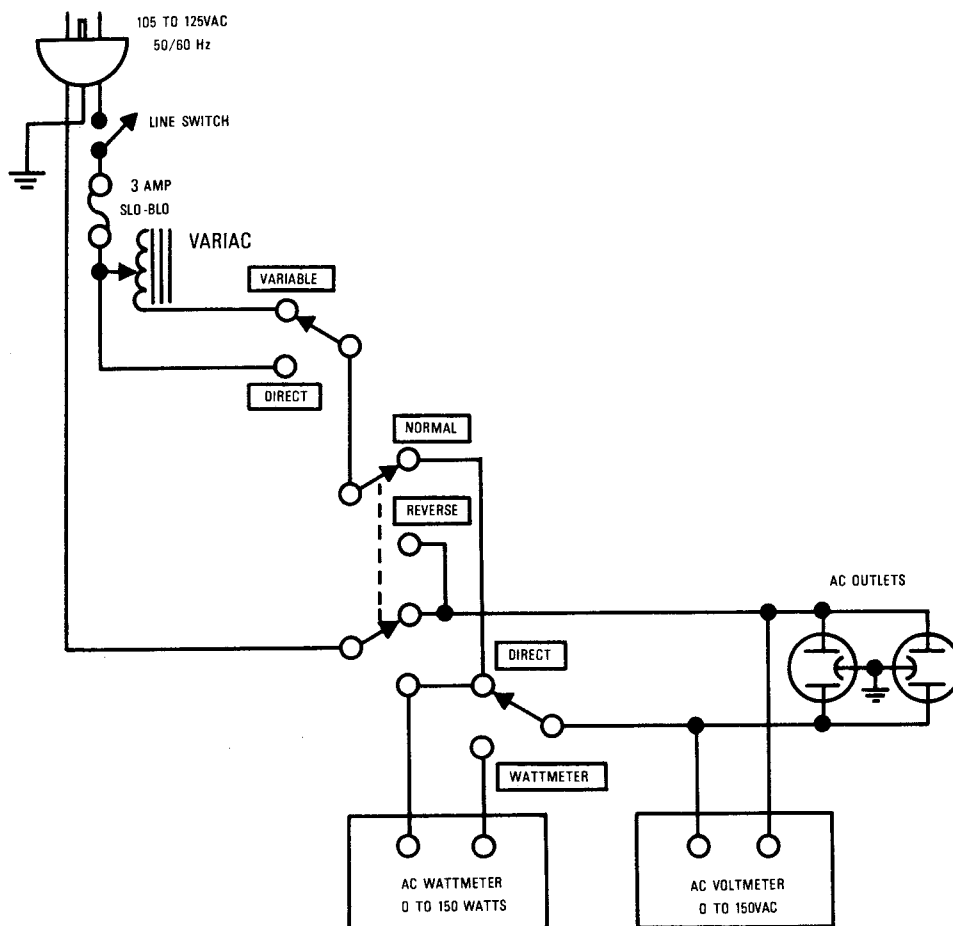 105 TO 125VAC
50/60 Hz
LINE SWITCH
3 AMP
SLO-BLO
VARIAC
VARIABLE
DIRECT
NORMAL
REVERSE
AC OUTLETS
DIRECT
WATTMETER
AC WATTMETER
0 TO 150 WATTS
AC VOLTMETER
0 TO 150VAC